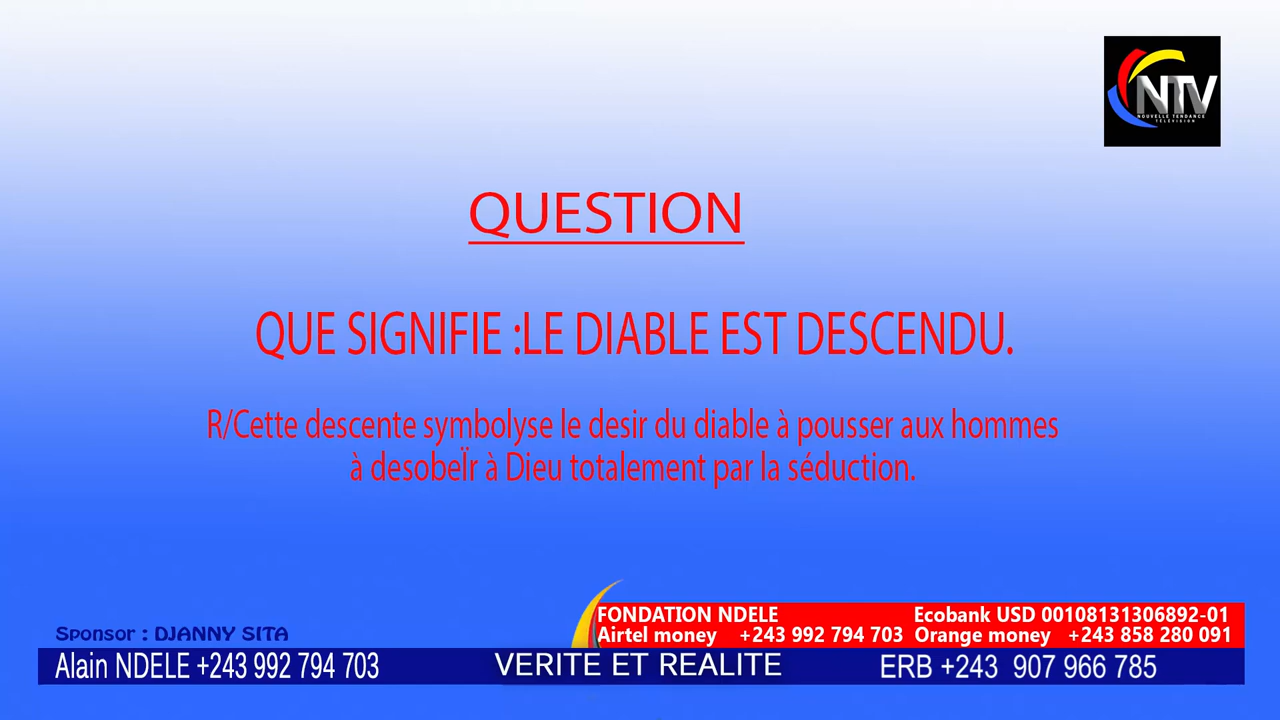 NTV
NOUVELLE TENDANCE
TÉLÉVISION
QUESTION
QUE SIGNIFIE :LE DIABLE EST DESCENDU.
R/Cette descente symbolyse le desir du diable à pousser aux hommes
à desobeÏr à Dieu totalement par la séduction.
FONDATION NDELE Ecobank USD 00108131306892-01
Airtel money +243 992 794 703 Orange money +243 858 280 091
Sponsor : DJANNY SITA
Alain NDELE +243 992 794 703 VERITE ET REALITE ERB +243 907 966 785